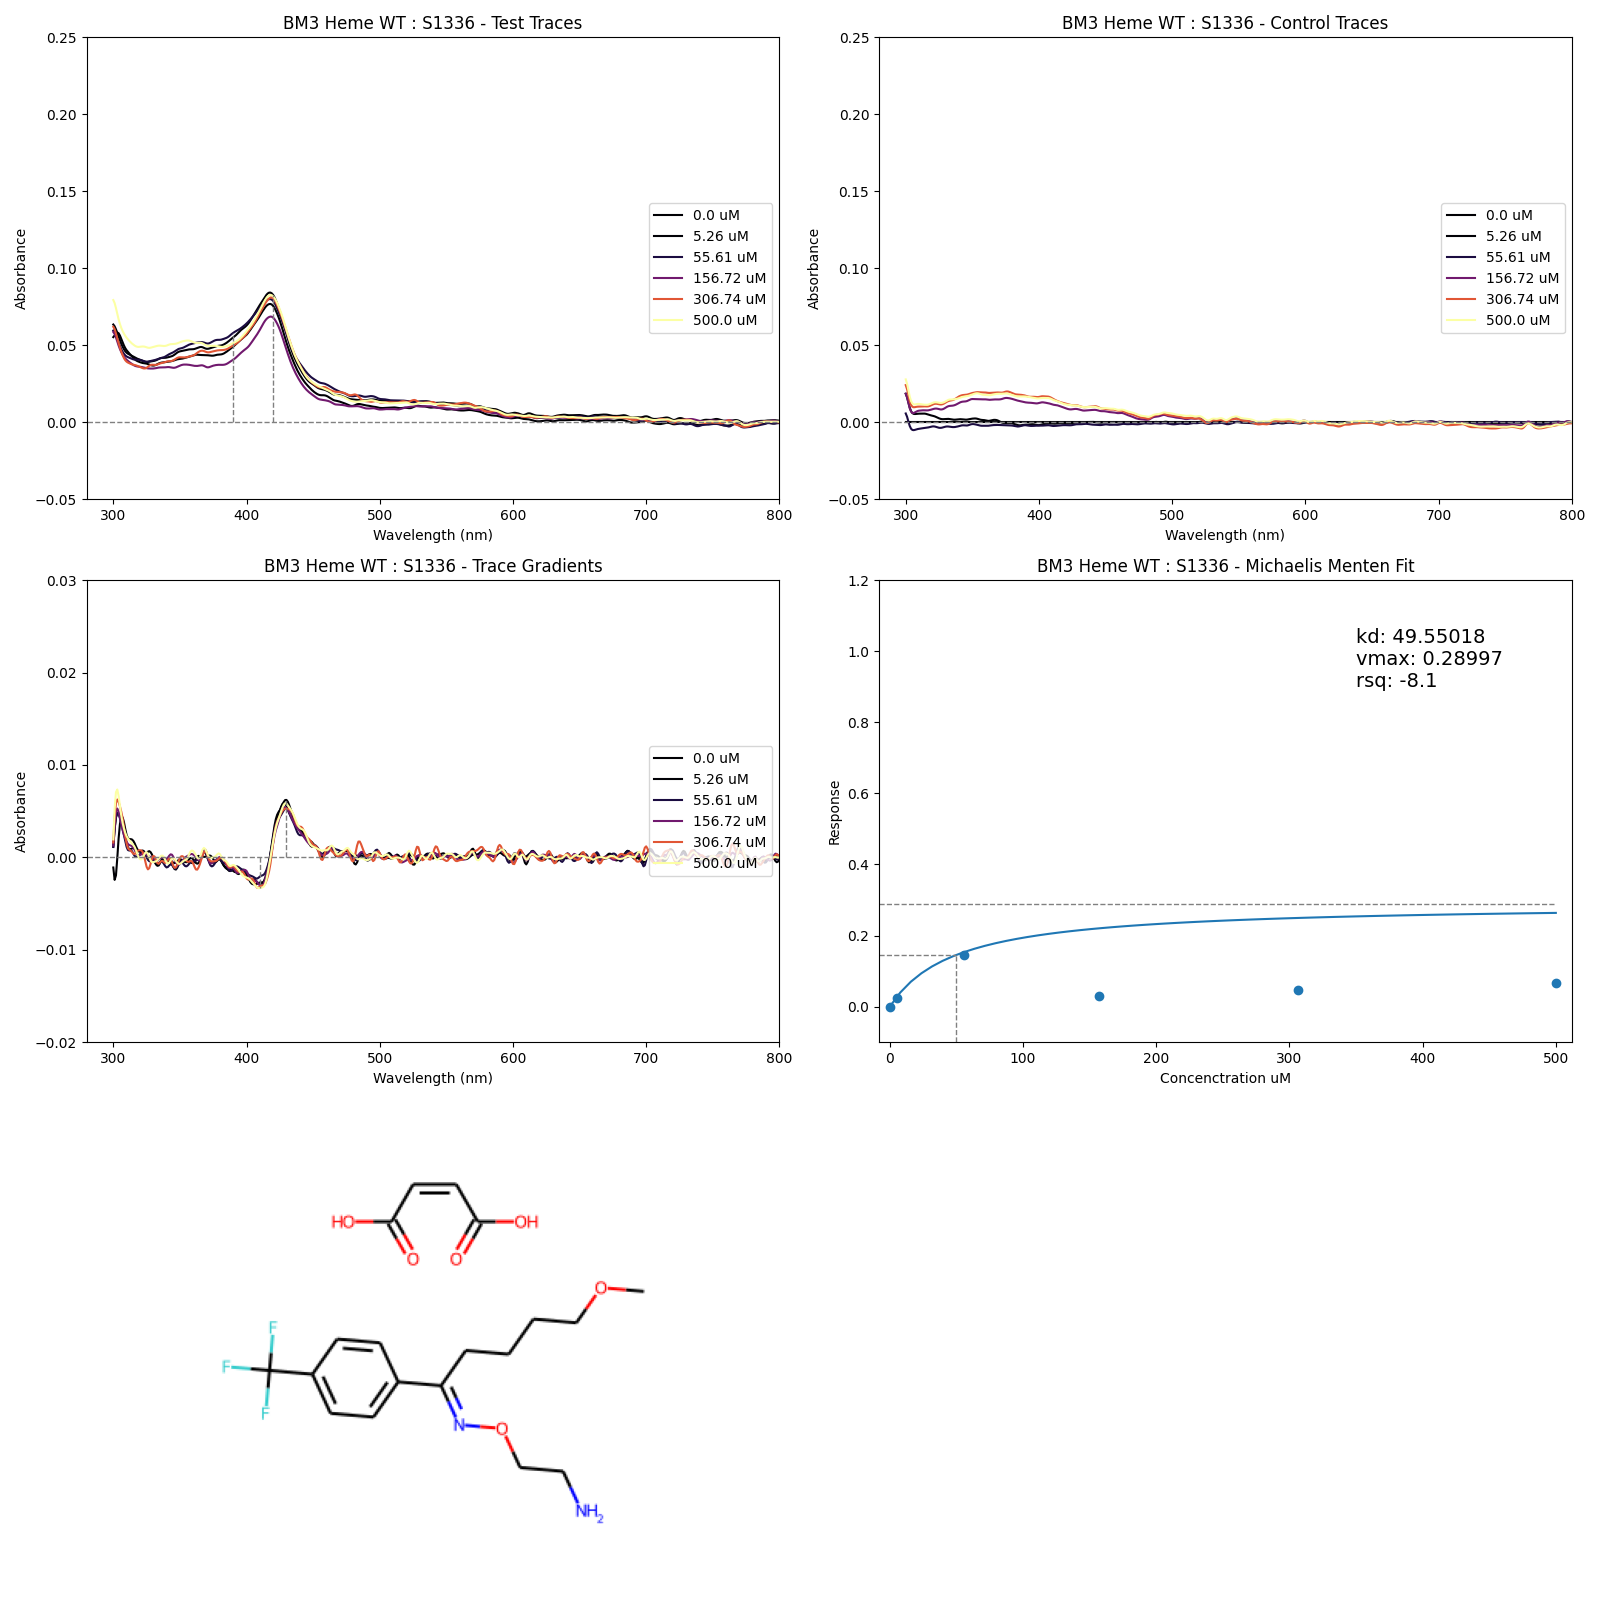 BM3 Heme WT : S1336 - Test Traces
Absorbance
0.25
0.20
0.15
0.10
0.05
0.00
−0.05
300 400 500 600 700 800
Wavelength (nm)
0.0 uM
5.26 uM
55.61 uM
156.72 uM
306.74 uM
500.0 uM
BM3 Heme WT : S1336 - Control Traces
Absorbance
0.25
0.20
0.15
0.10
0.05
0.00
−0.05
300 400 500 600 700 800
Wavelength (nm)
0.0 uM
5.26 uM
55.61 uM
156.72 uM
306.74 uM
500.0 uM
BM3 Heme WT : S1336 - Trace Gradients
Absorbance
0.03
0.02
0.01
0.00
−0.01
−0.02
300 400 500 600 700 800
Wavelength (nm)
0.0 uM
5.26 uM
55.61 uM
156.72 uM
306.74 uM
500.0 uM
BM3 Heme WT : S1336 - Michaelis Menten Fit
Response
1.2
1.0
0.8
0.6
0.4
0.2
0.0
0 100 200 300 400 500
Concenctration uM
kd: 49.55018
vmax: 0.28997
rsq: -8.1
HO OH
O O
O
F
F
F
N O
NH2